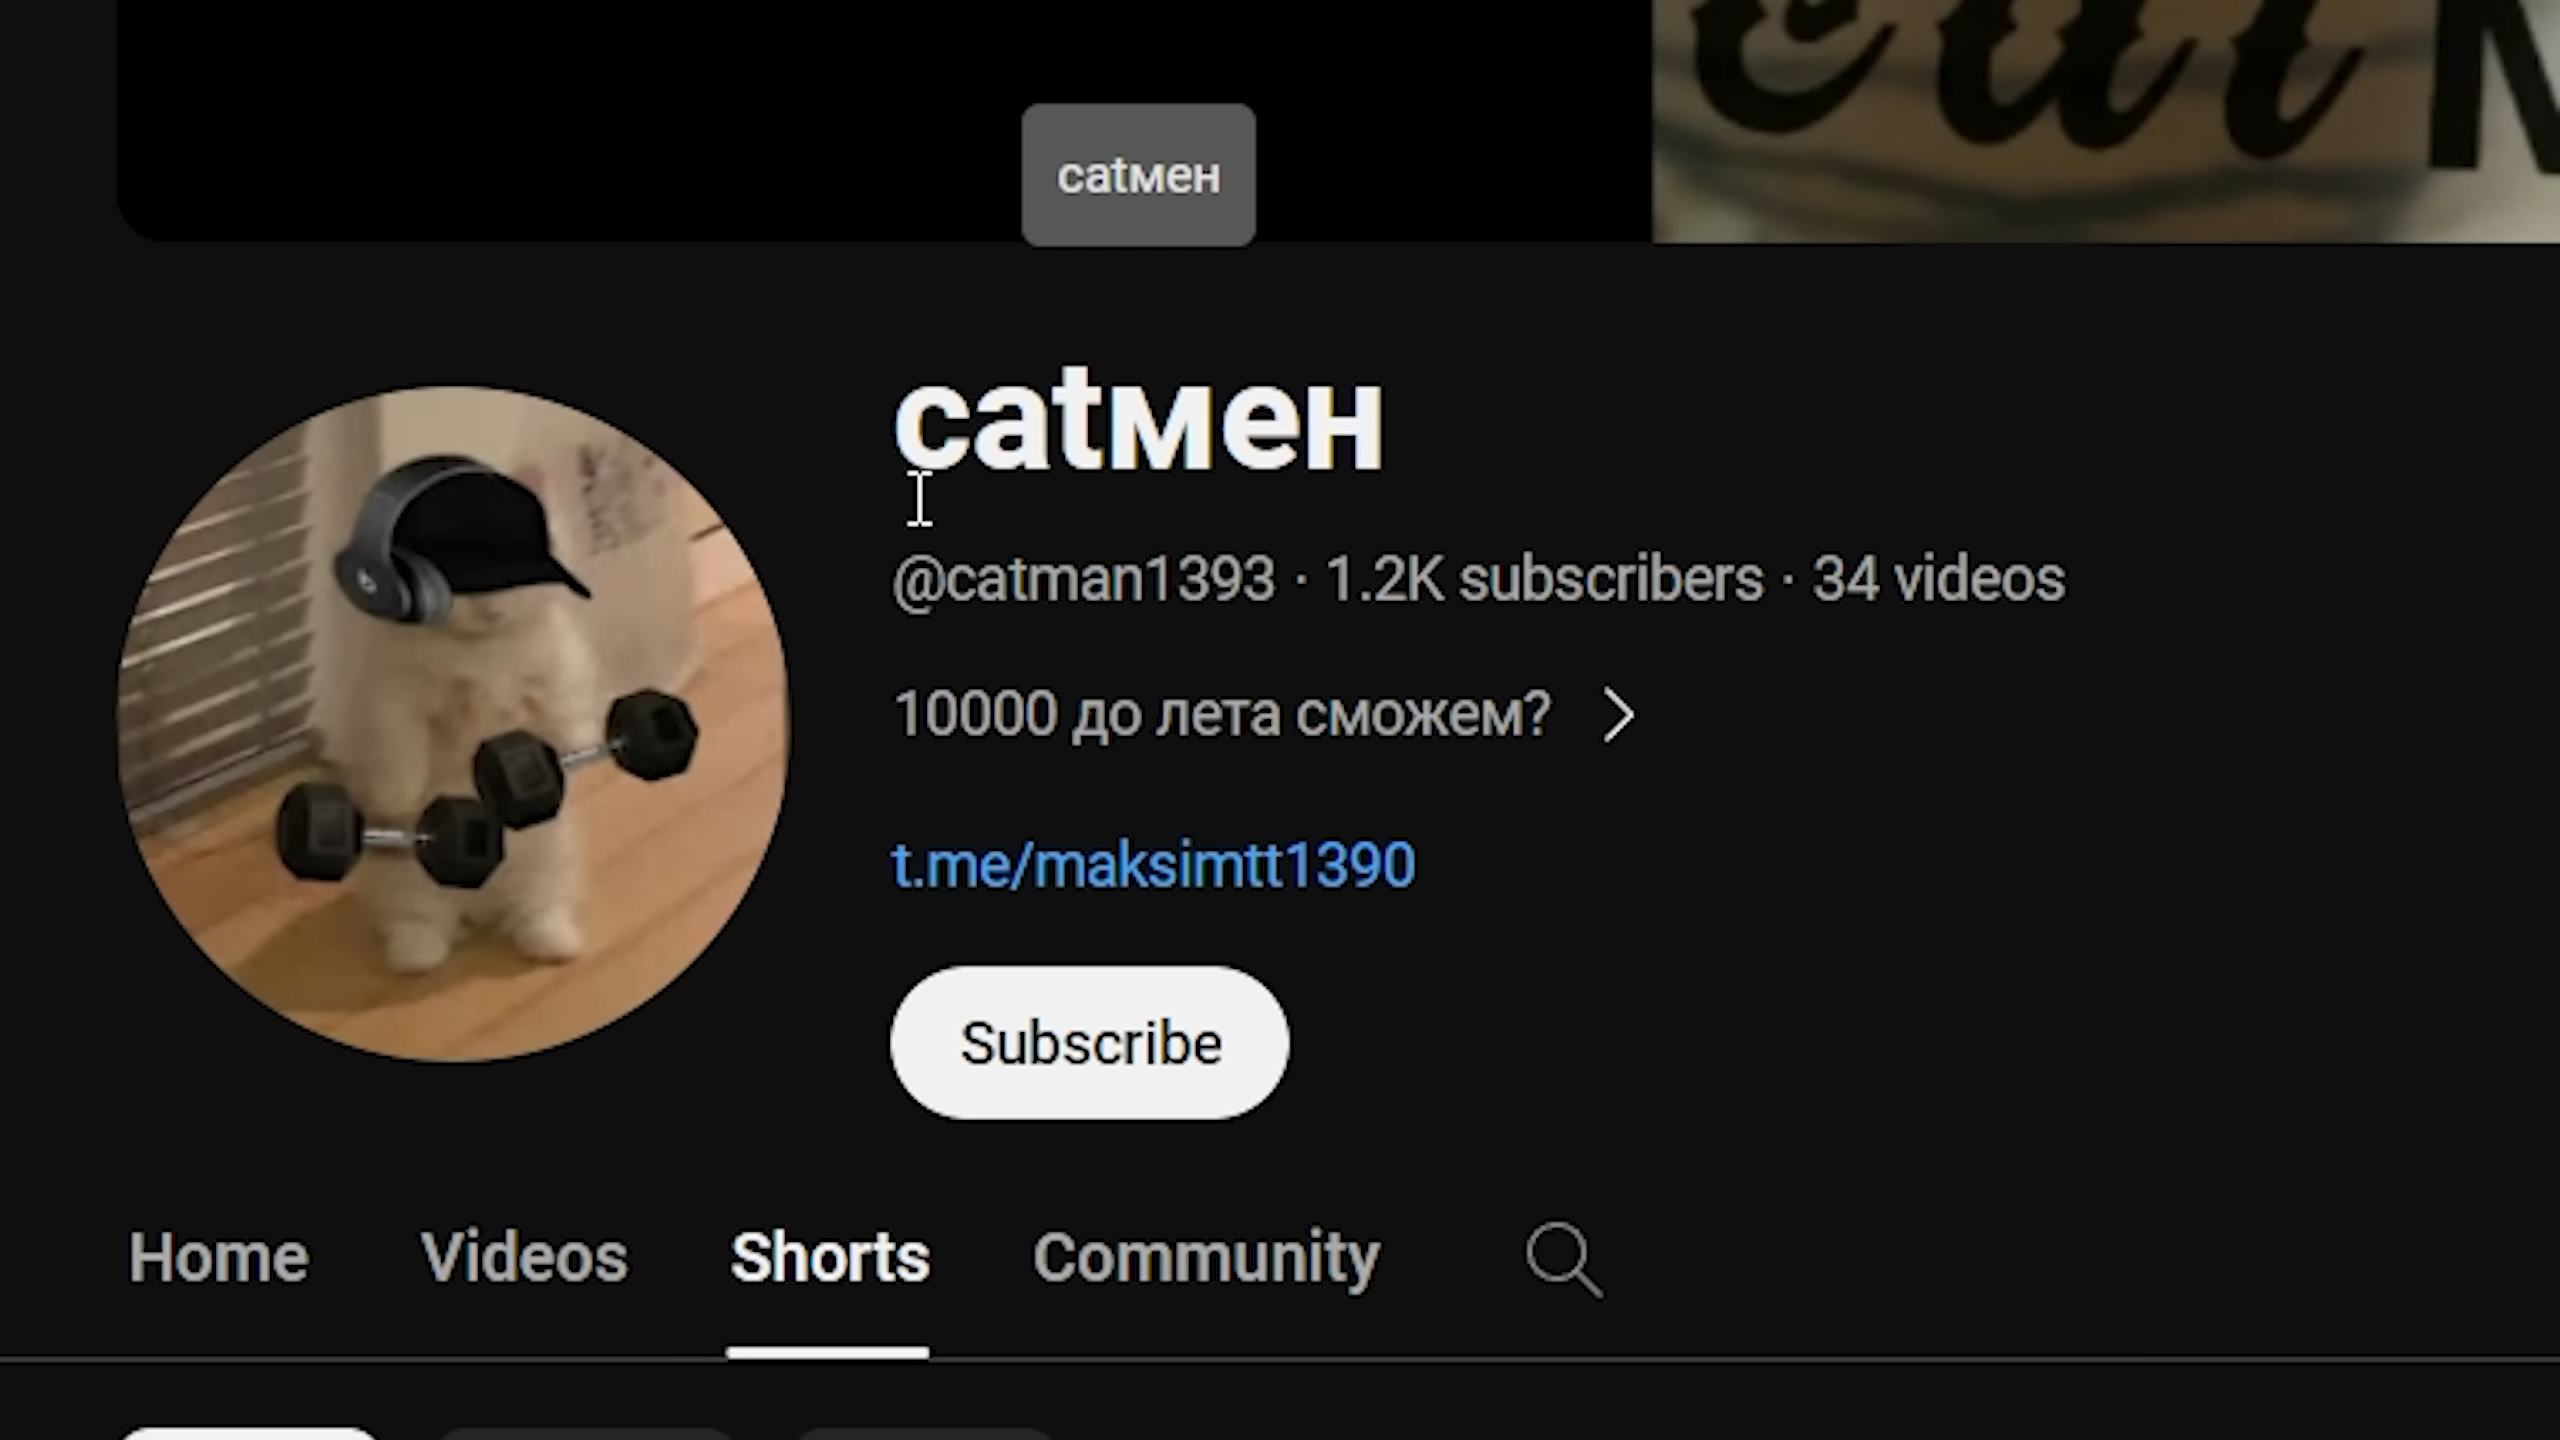 cat
catмен
catмен
@catman1393 · 1.2K subscribers · 34 videos
10000 до лета сможем?
t.me/maksimtt1390
Subscribe
Home Videos Shorts Community